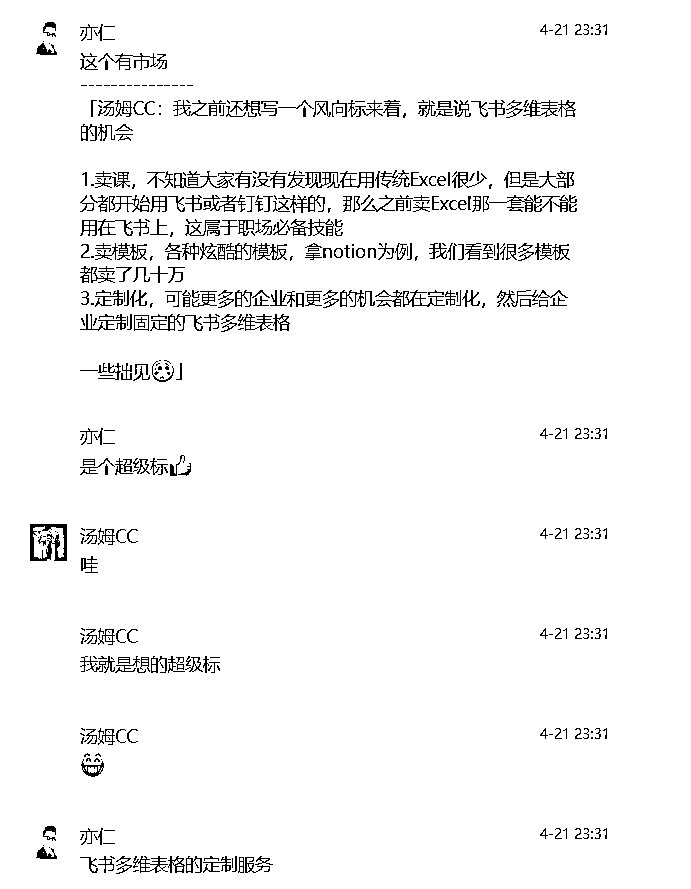 亦仁 4-21 23:31
这个有市场
---------------
「汤姆CC：我之前还想写一个风向标来着，就是说飞书多维表格
的机会
1.卖课，不知道大家有没有发现现在用传统Excel很少，但是大部
分都开始用飞书或者钉钉这样的，那么之前卖Excel那一套能不能
用在飞书上，这属于职场必备技能
2.卖模板，各种炫酷的模板，拿notion为例，我们看到很多模板
都卖了几十万
3.定制化，可能更多的企业和更多的机会都在定制化，然后给企
业定制固定的飞书多维表格
一些拙见」
亦仁 4-21 23:31
是个超级标
汤姆CC 4-21 23:31
哇
汤姆CC 4-21 23:31
我就是想的超级标
汤姆CC 4-21 23:31
亦仁 4-21 23:31
飞书多维表格的定制服务